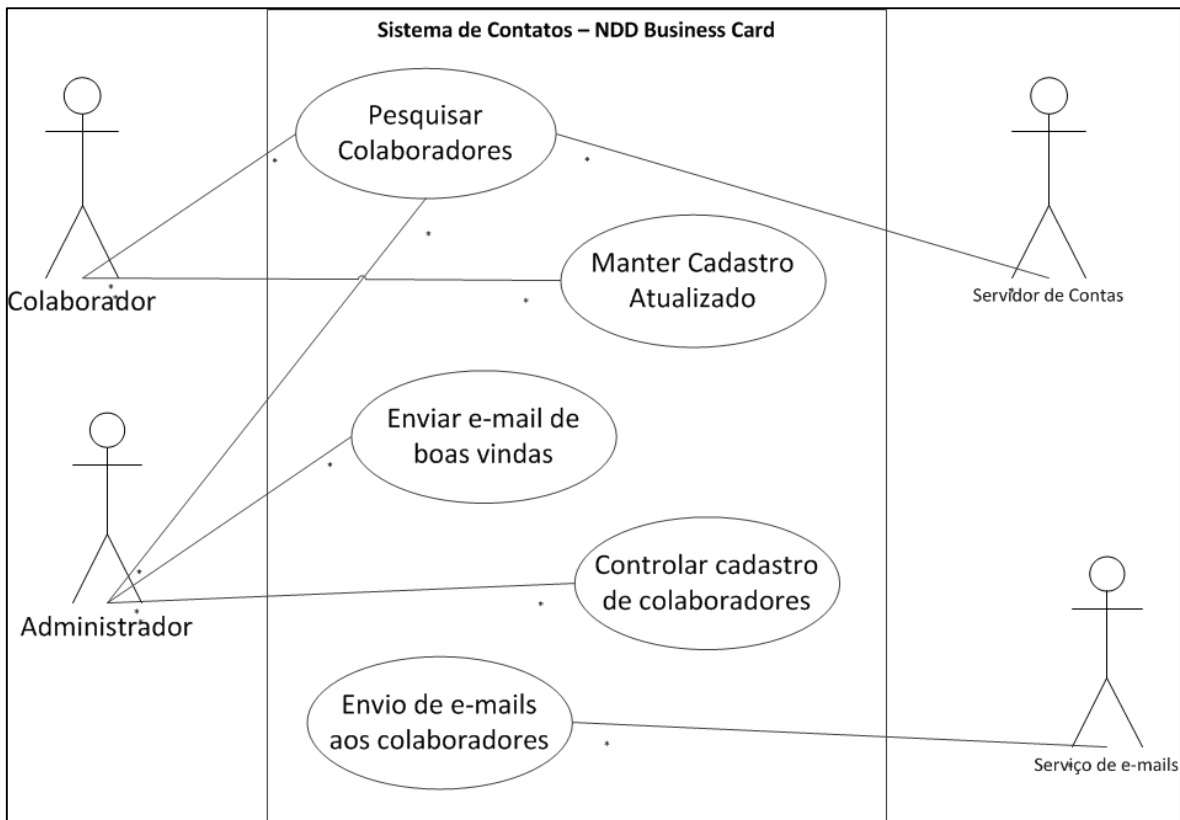 Sistema de Contatos – NDD Business Card
Pesquisar
Colaboradores
*
*
*
Manter Cadastro
Atualizado
*
*
Colaborador
*
Servidor de Contas
Enviar e-mail de
boas vindas
*
*
*
Administrador
Controlar cadastro
de colaboradores
*
Envio de e-mails
aos colaboradores
*
*
Serviço de e-mails